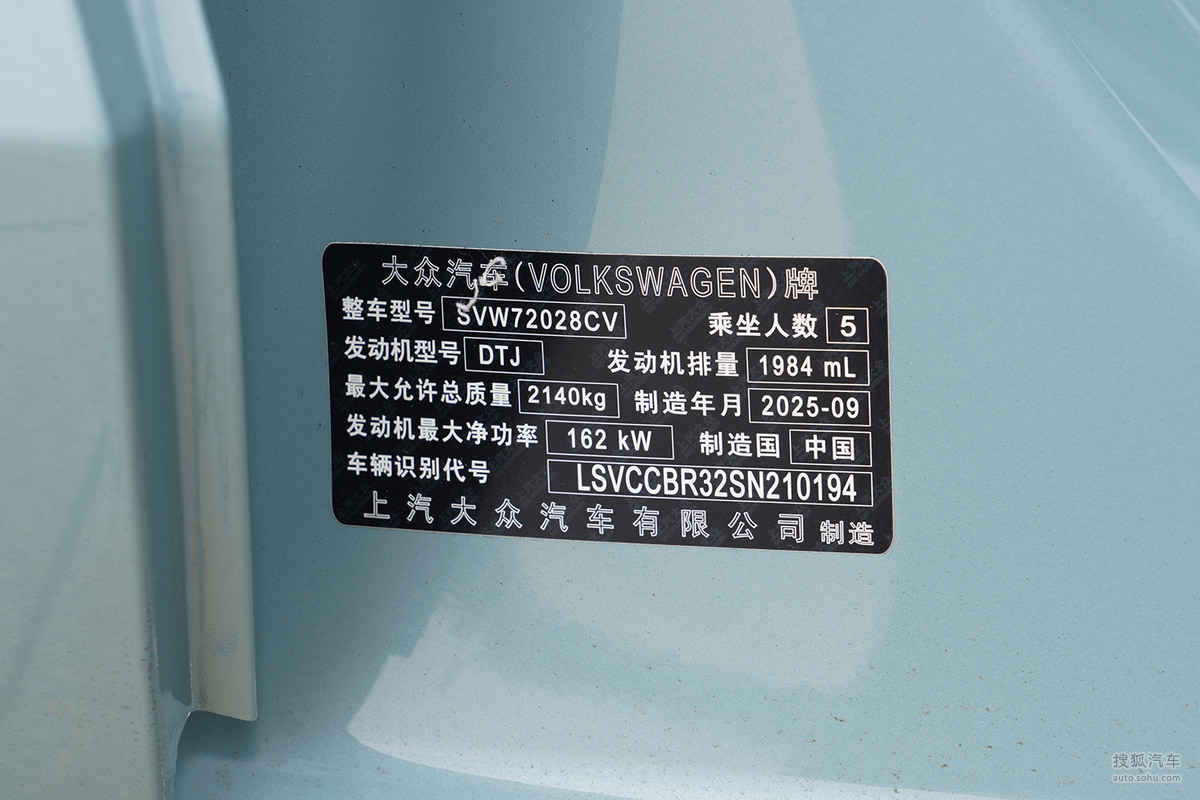 大众汽车(VOLKSWAGEN)牌
整车型号 SVW72028CV 乘坐人数 5
发动机型号 DTJ 发动机排量 1984 mL
最大允许总质量 2140kg 制造年月 2025-09
发动机最大净功率 162 kW 制造国 中国
车辆识别代号 LSVCCBR32SN210194
上汽大众汽车有限公司 制造
搜狐汽车
auto.sohu.com